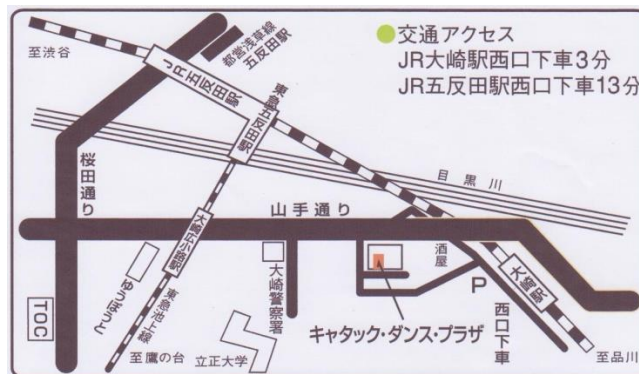 ●交通アクセス
JR大崎駅西口下車3分
JR五反田駅西口下車13分
至渋谷
都営浅草線
五反田駅
JR五反田駅
東急五反田駅
桜田通り
目黒川
山手通り
大崎広小路駅
ゆうぽうと
東急池上線
大崎警察署
酒屋
大崎駅
P
西口下車
TOC
キャタック・ダンス・プラザ
至鷹の台
立正大学
至品川